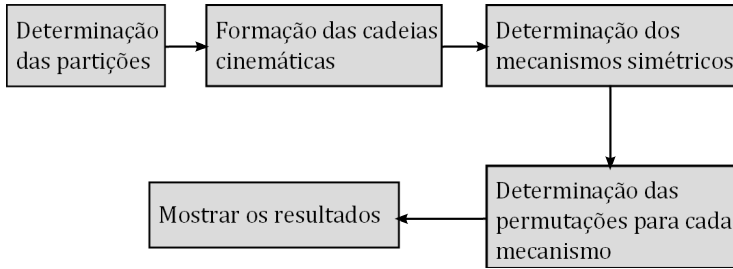 Determinação
das partições
Formação das cadeias
cinemáticas
Determinação dos
mecanismos simétricos
Determinação das
permutações para cada
mecanismo
Mostrar os resultados